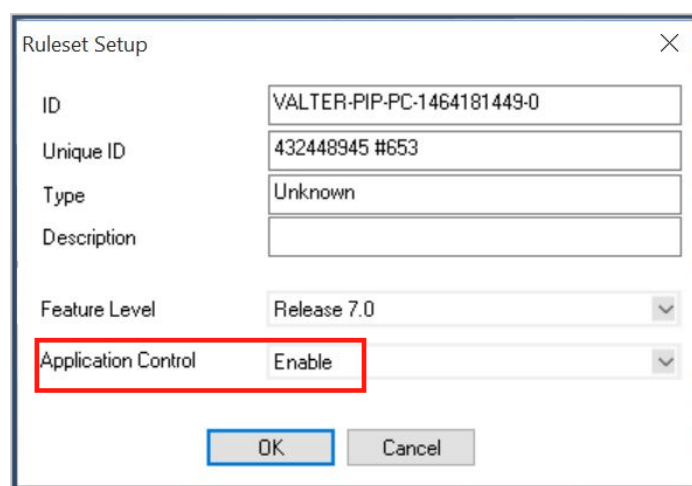 Ruleset Setup
ID VALTER-PIP-PC-1464181449-0
Unique ID 432448945 #653
Type Unknown
Description
Feature Level Release 7.0
Application Control Enable
OK Cancel